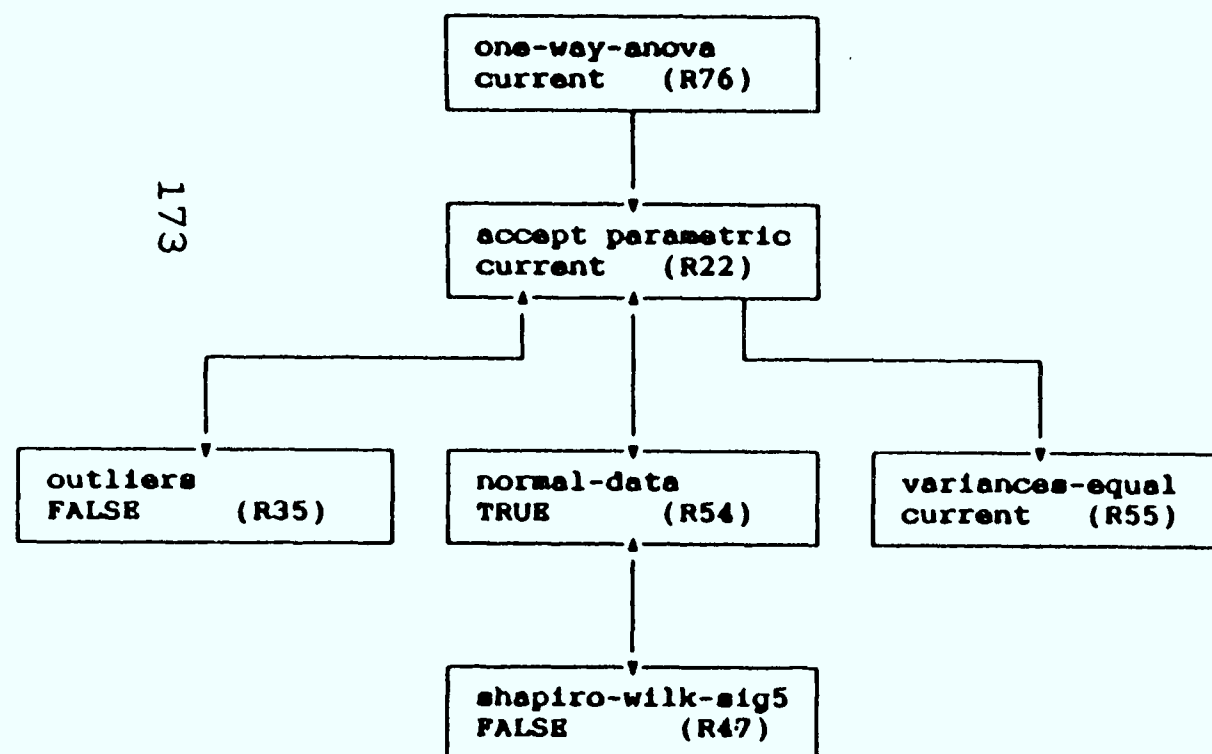 one-way-anova
current (R76)
173
accept parametric
current (R22)
outliers
FALSE (R35)
normal-data
TRUE (R54)
variances-equal
current (R55)
shapiro-wilk-sig5
FALSE (R47)